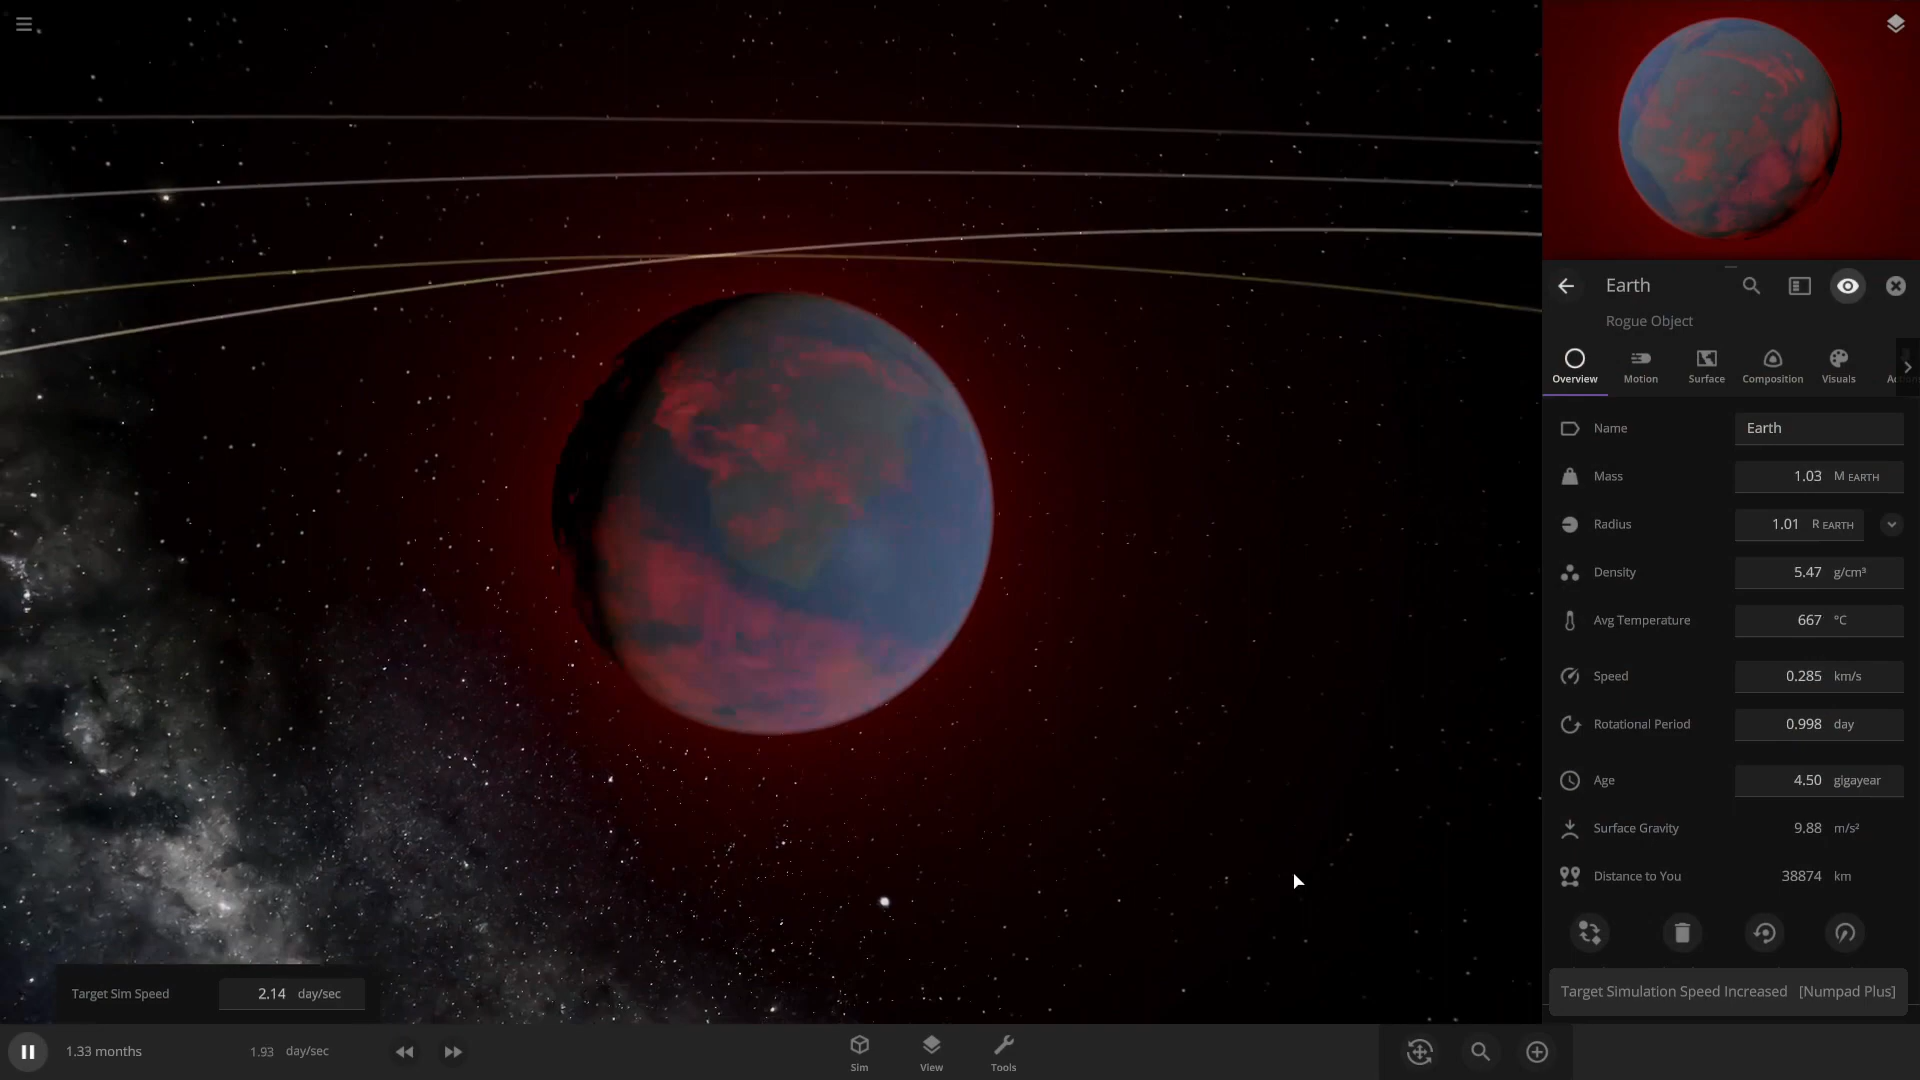 Earth
Rogue Object
Overview
Motion
Surface
Composition
Visuals
Name
Earth
Mass
1.03 M EARTH
Radius
1.01 R EARTH
Density
5.47 g/cm³
Avg Temperature
667 °C
Speed
0.285 km/s
Rotational Period
0.998 day
Age
4.50 gigayear
Surface Gravity
9.88 m/s²
Distance to You
38874 km
Target Simulation Speed Increased [Numpad Plus]
Target Sim Speed
2.14 day/sec
1.33 months
1.93 day/sec
Sim
View
Tools